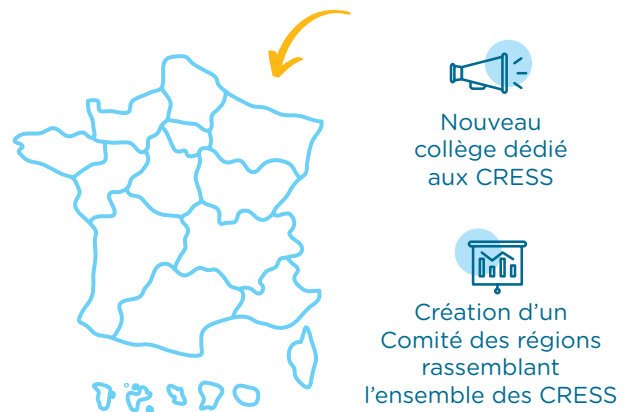 Nouveau
collège dédié
aux CRESS
Création d'un
Comité des régions
rassemblant
l'ensemble des CRESS